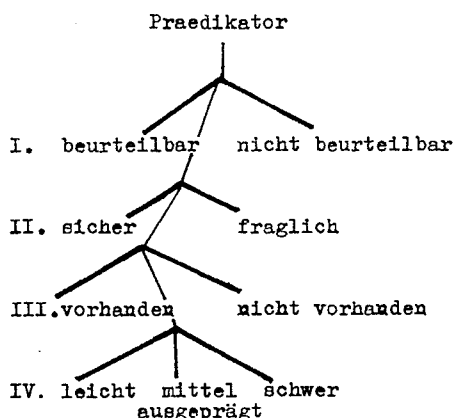 Praedikator
I. beurteilbar nicht beurteilbar
II. sicher fraglich
III. vorhanden nicht vorhanden
IV. leicht mittel schwer
ausgeprägt